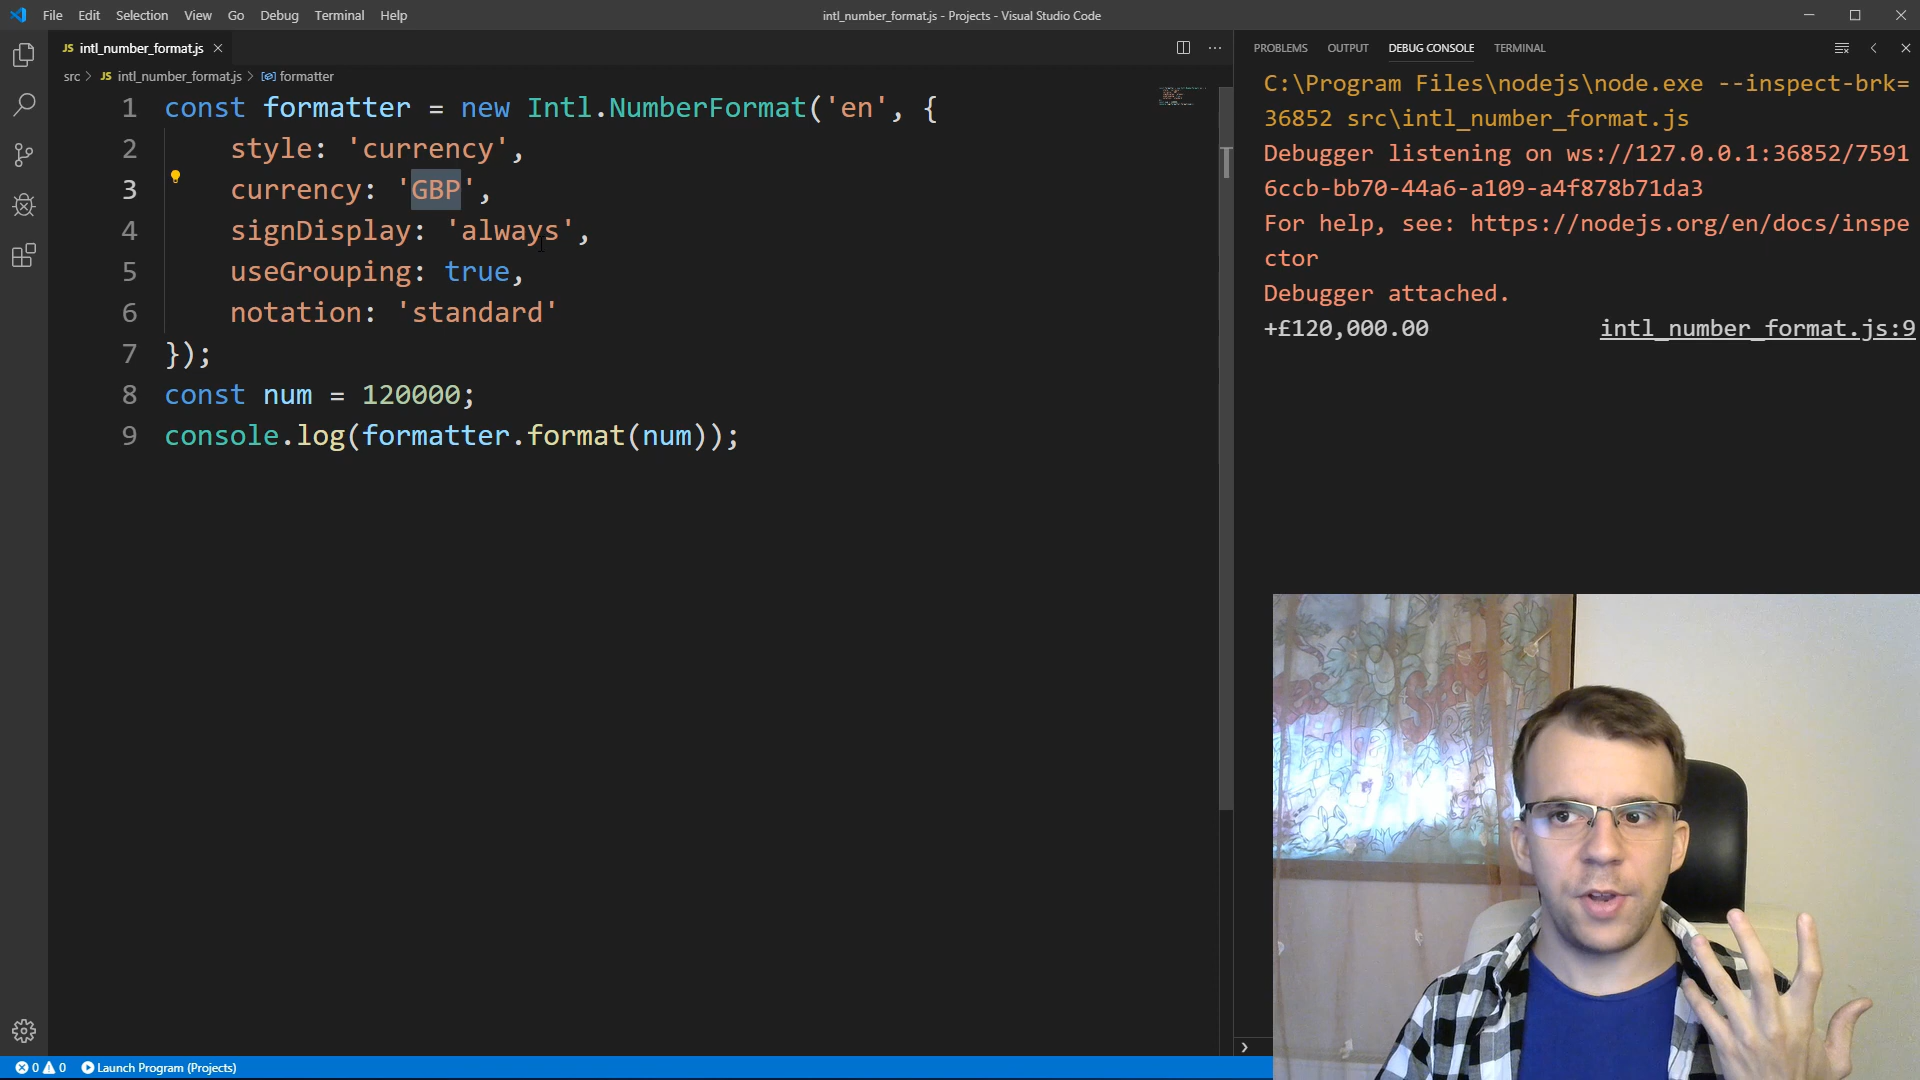 File Edit Selection View Go Debug Terminal Help
intl_number_format.js - Projects - Visual Studio Code
JS intl_number_format.js
src > JS intl_number_format.js > formatter
1 const formatter = new Intl.NumberFormat('en', {
2 style: 'currency',
3 currency: 'GBP',
4 signDisplay: 'always',
5 useGrouping: true,
6 notation: 'standard'
7 });
8 const num = 120000;
9 console.log(formatter.format(num));
PROBLEMS OUTPUT DEBUG CONSOLE TERMINAL
C:\Program Files\nodejs\node.exe --inspect-brk=
36852 src\intl_number_format.js
Debugger listening on ws://127.0.0.1:36852/7591
6ccb-bb70-44a6-a109-a4f878b71da3
For help, see: https://nodejs.org/en/docs/inspe
ctor
Debugger attached.
+£120,000.00 intl_number_format.js:9
0 0 Launch Program (Projects)